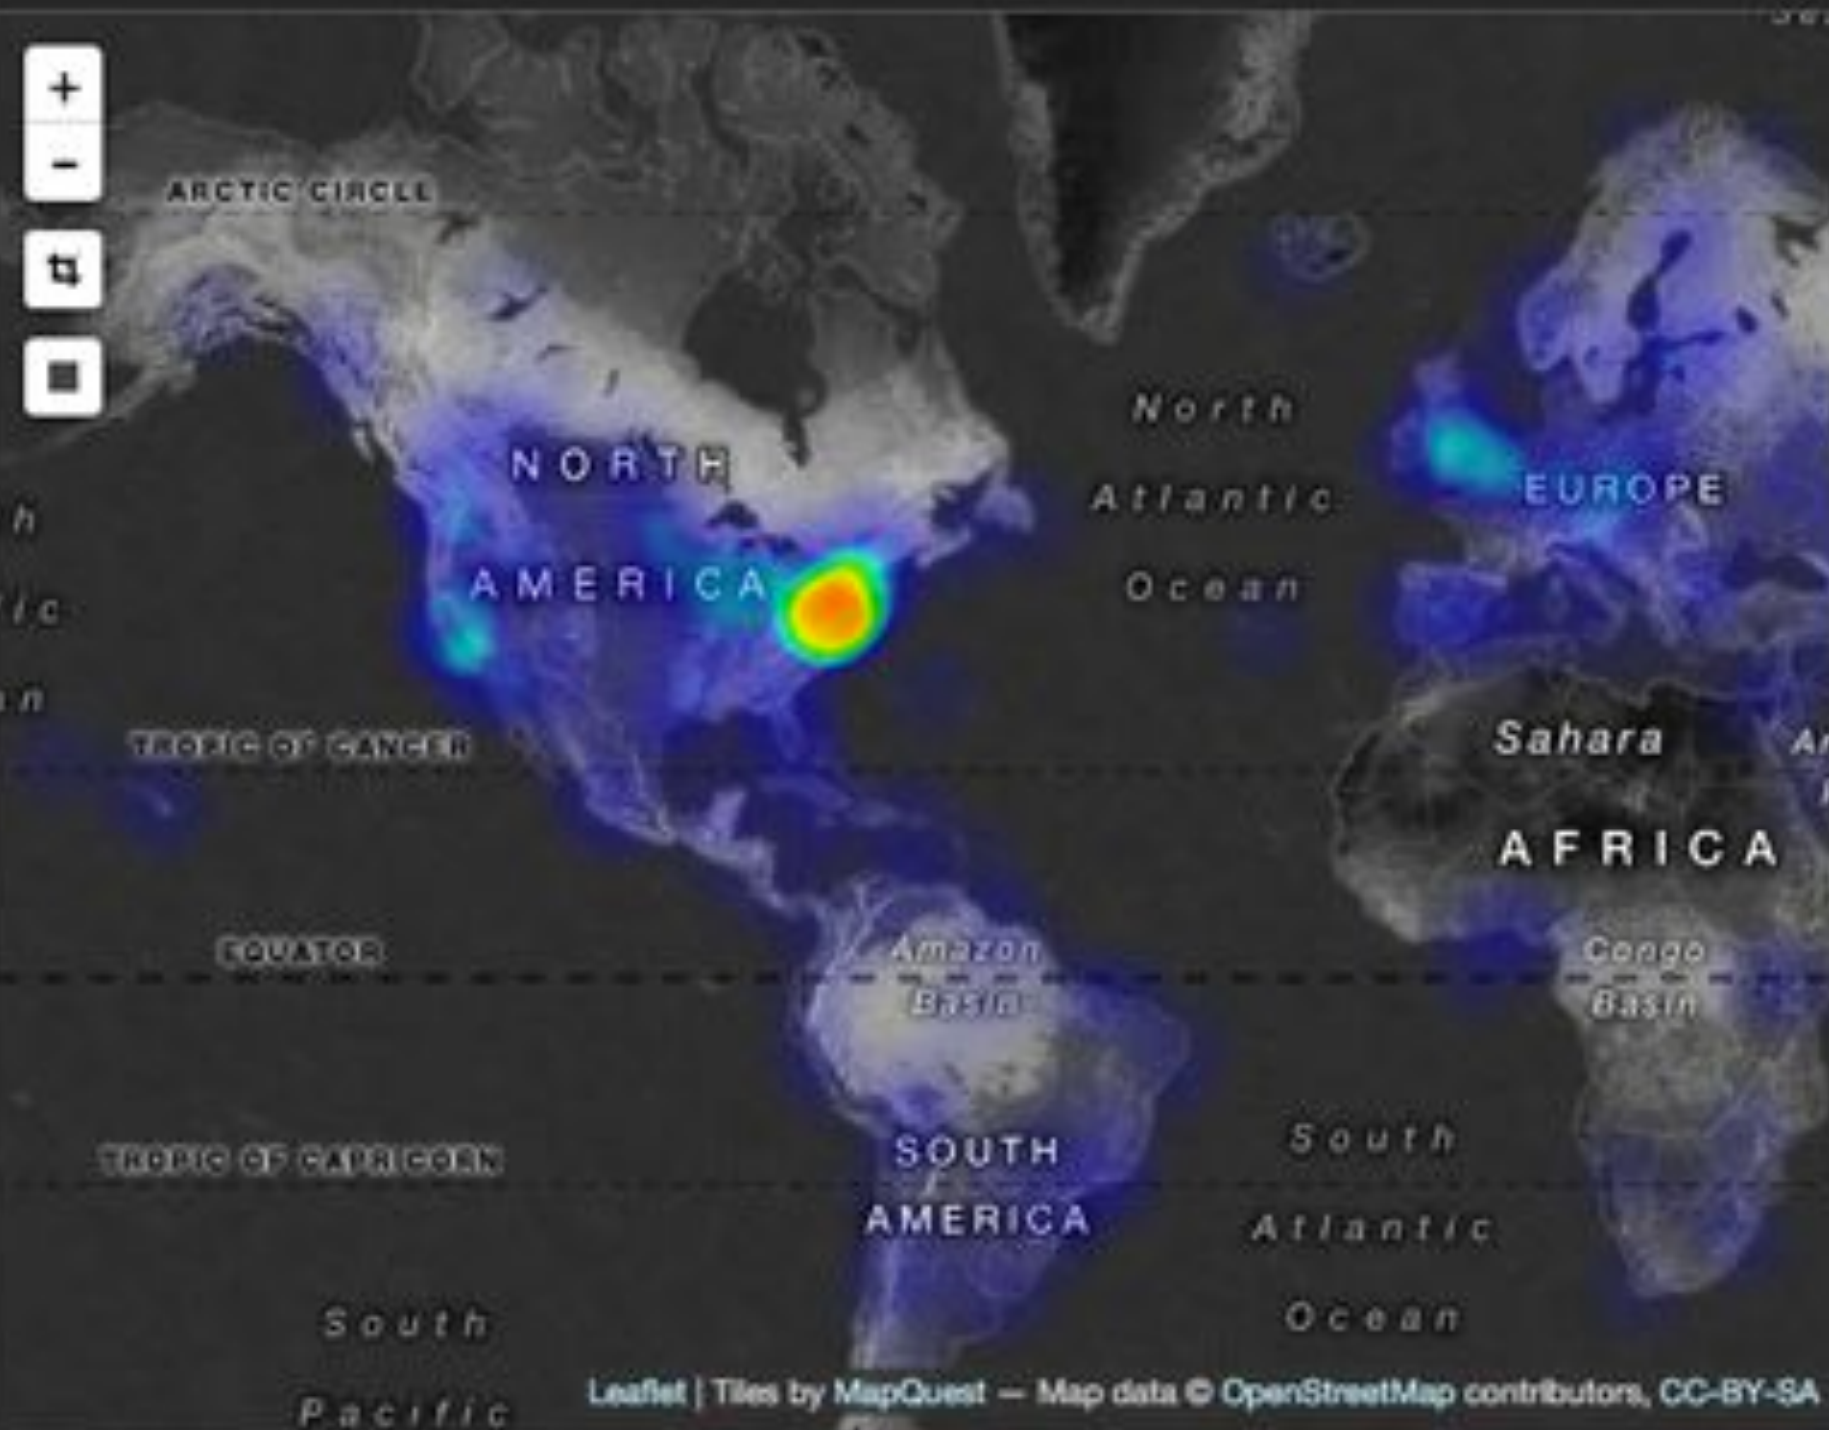 +
−
ARCTIC CIRCLE
North
Atlantic
Ocean
NORTH
AMERICA
EUROPE
h
ic
n
TROPIC OF CANCER
Sahara
AFRICA
EQUATOR
Amazon
Basin
Congo
Basin
TROPIC OF CAPRICORN
SOUTH
AMERICA
South
Atlantic
Ocean
South
Pacific
Leaflet | Tiles by MapQuest — Map data © OpenStreetMap contributors, CC-BY-SA